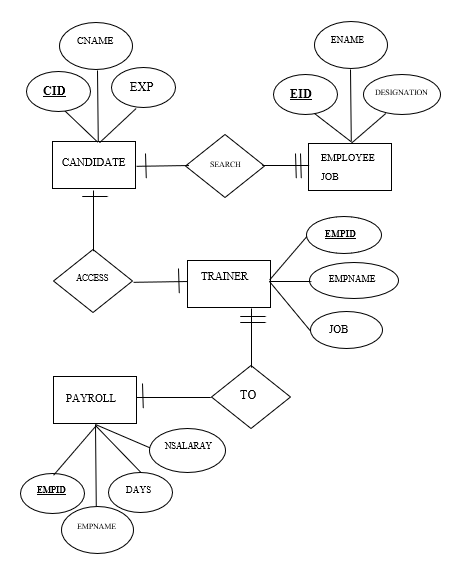 CNAME
ENAME
CID
EXP
EID
DESIGNATION
CANDIDATE
SEARCH
EMPLOYEE
JOB
EMPID
ACCESS
TRAINER
EMPNAME
JOB
PAYROLL
TO
NSALARAY
EMPID
DAYS
EMPNAME